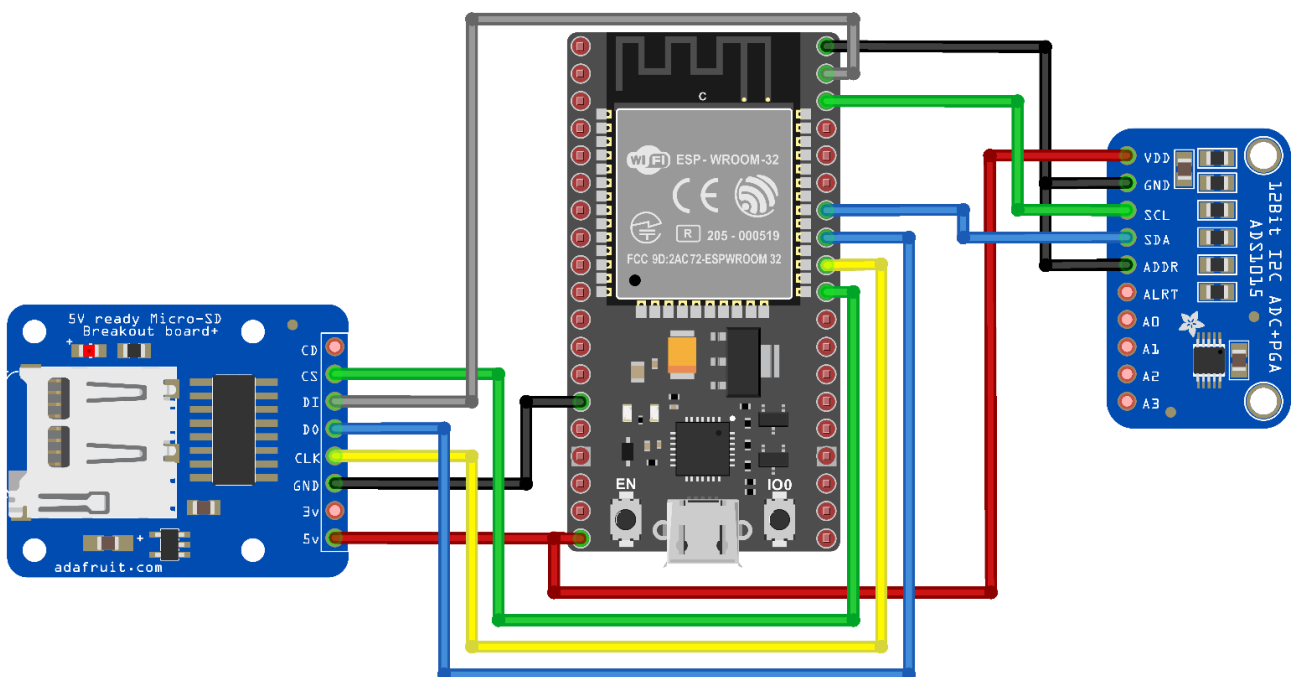 5V ready Micro-SD
Breakout board+
CD
CS
DI
DO
CLK
GND
3v
5v
adafruit.com
C
WiFi
ESP-WROOM-32
CE
R 205-000519
FCC 9D:2AC72-ESPWROOM 32
EN
IO0
VDD
GND
SCL
SDA
ADDR
ALRT
A0
A1
A2
A3
12Bit I2C ADC+PGA
ADS1015